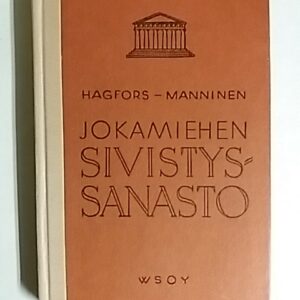 HAGFORS – MANNINEN
JOKAMIEHEN
SIVISTYS-
SANASTO
WSOY